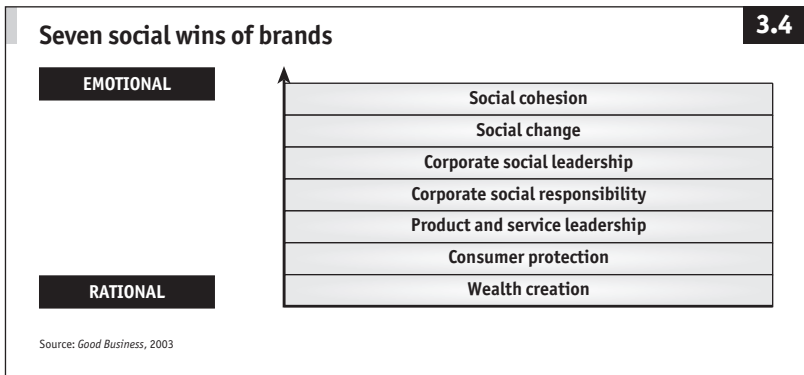 Seven social wins of brands
3.4
EMOTIONAL
Social cohesion
Social change
Corporate social leadership
Corporate social responsibility
Product and service leadership
Consumer protection
RATIONAL
Wealth creation
Source: Good Business, 2003